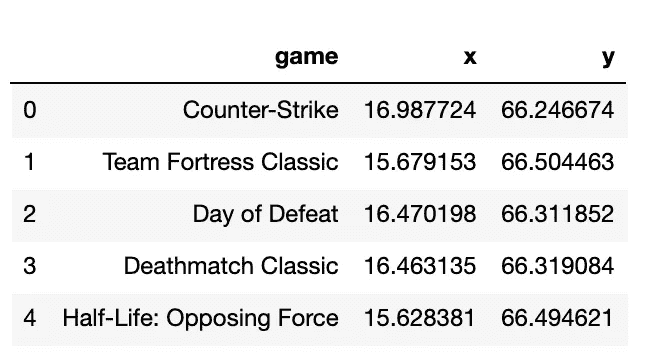 game x y
0 Counter-Strike 16.987724 66.246674
1 Team Fortress Classic 15.679153 66.504463
2 Day of Defeat 16.470198 66.311852
3 Deathmatch Classic 16.463135 66.319084
4 Half-Life: Opposing Force 15.628381 66.494621